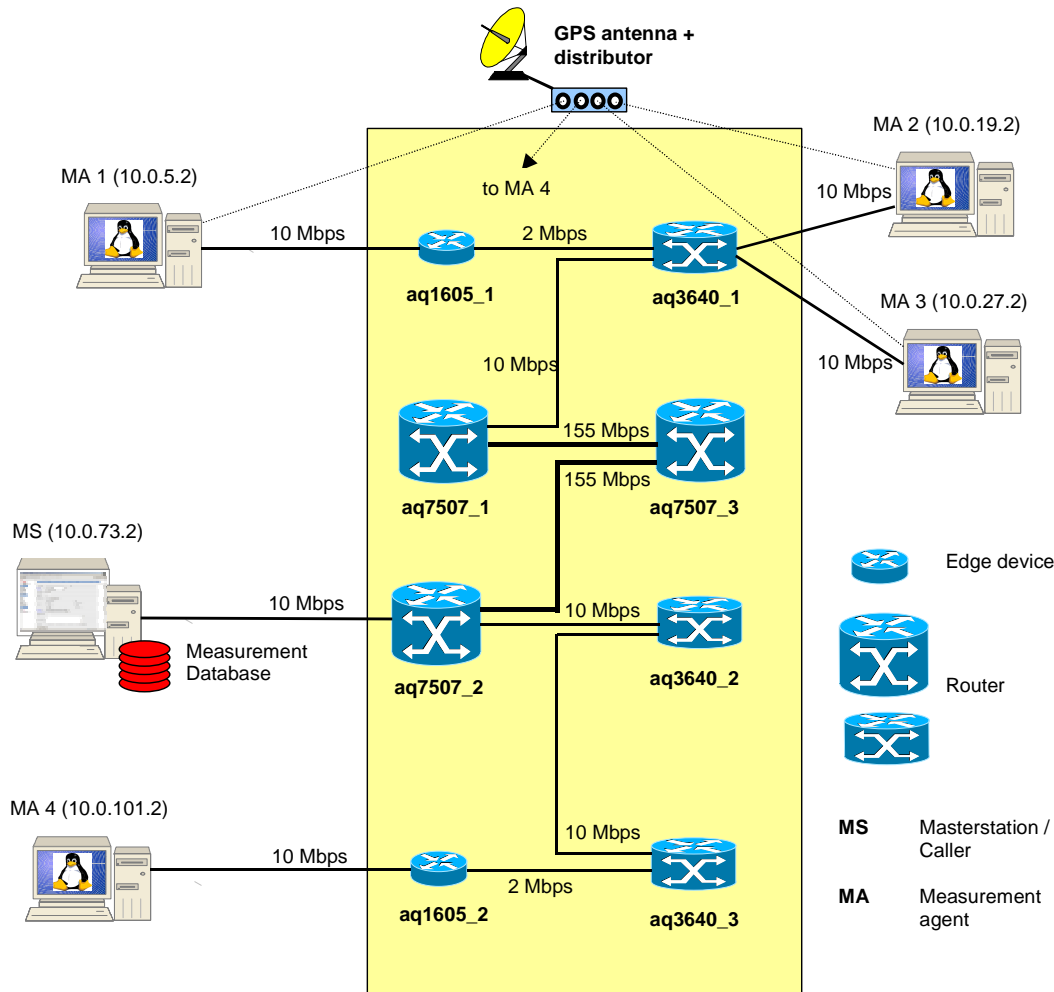 GPS antenna +
distributor
MA 2 (10.0.19.2)
MA 1 (10.0.5.2)
to MA 4
10 Mbps
10 Mbps
2 Mbps
aq1605_1
aq3640_1
MA 3 (10.0.27.2)
10 Mbps
10 Mbps
155 Mbps
155 Mbps
aq7507_1
aq7507_3
MS (10.0.73.2)
Edge device
10 Mbps
10 Mbps
Measurement
Database
aq7507_2
aq3640_2
Router
MA 4 (10.0.101.2)
10 Mbps
MS
Masterstation /
Caller
10 Mbps
2 Mbps
aq1605_2
aq3640_3
MA
Measurement
agent